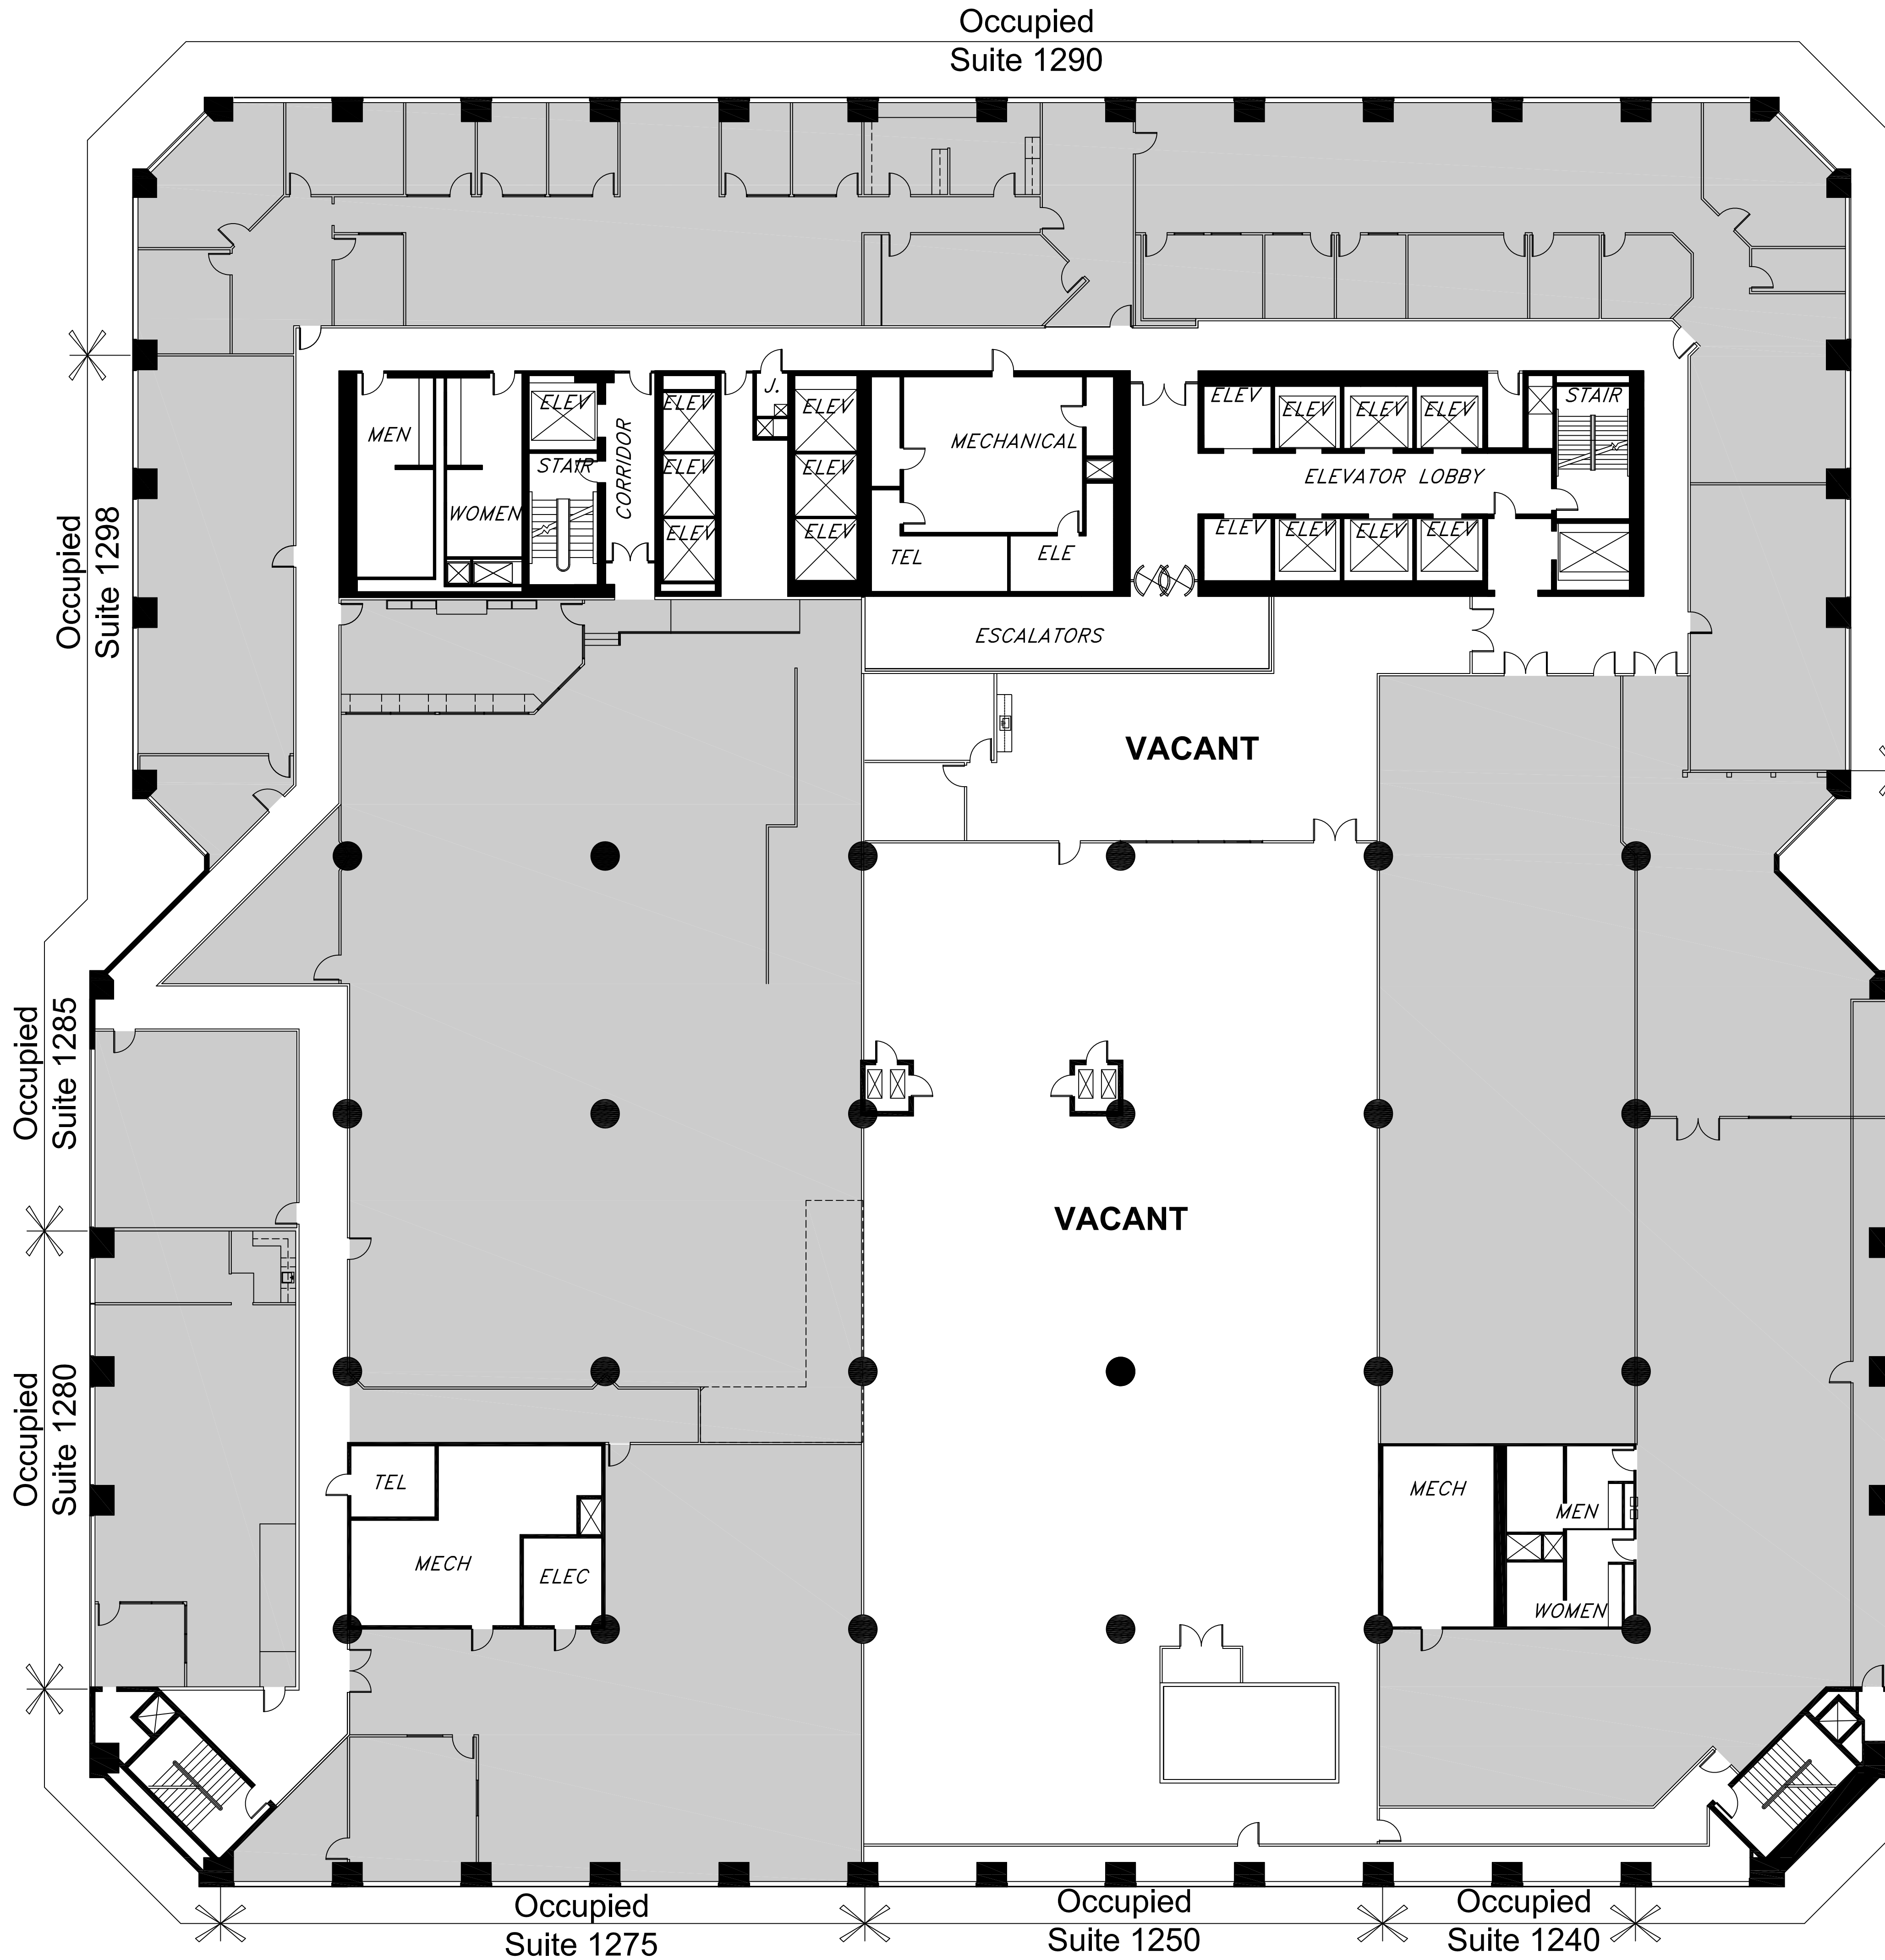 Occupied
Suite 1290
J.
ELEV
ELEV
ELEV
ELEV
ELEV
ELEV
ELEV
STAIR
MEN
CORRIDOR
MECHANICAL
STAIR
ELEV
ELEV
ELEVATOR LOBBY
WOMEN
ELEV
ELEV
ELEV
ELEV
ELEV
ELEV
TEL
ELE
Occupied
Suite 1298
ESCALATORS
VACANT
Occupied
Suite 1285
VACANT
Occupied
Suite 1280
TEL
MECH
ELEC
MECH
MEN
WOMEN
Occupied
Suite 1275
Occupied
Suite 1250
Occupied
Suite 1240